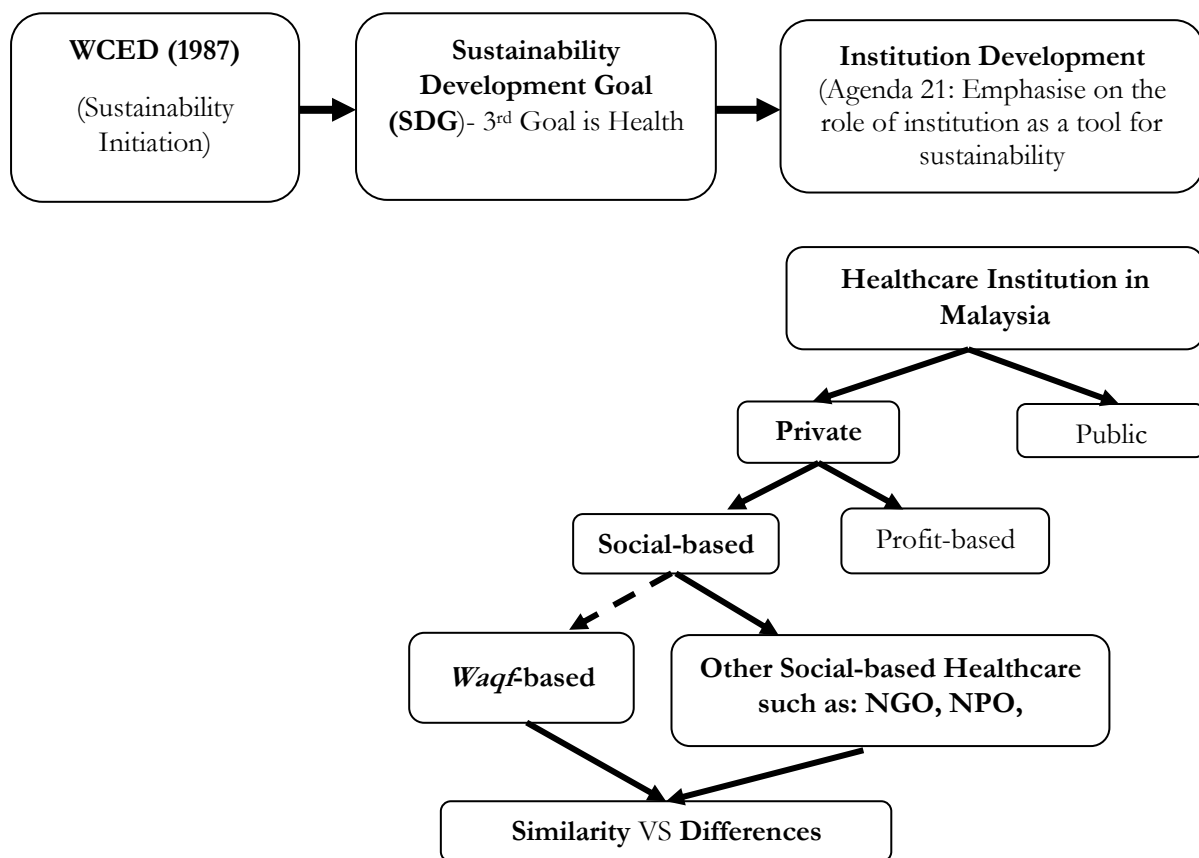 WCED (1987)
(Sustainability
Initiation)
Sustainability
Development Goal
(SDG)- 3rd Goal is Health
Institution Development
(Agenda 21: Emphasise on the
role of institution as a tool for
sustainability
Healthcare Institution in
Malaysia
Private
Public
Social-based
Profit-based
Waqf-based
Other Social-based Healthcare
such as: NGO, NPO,
Similarity VS Differences